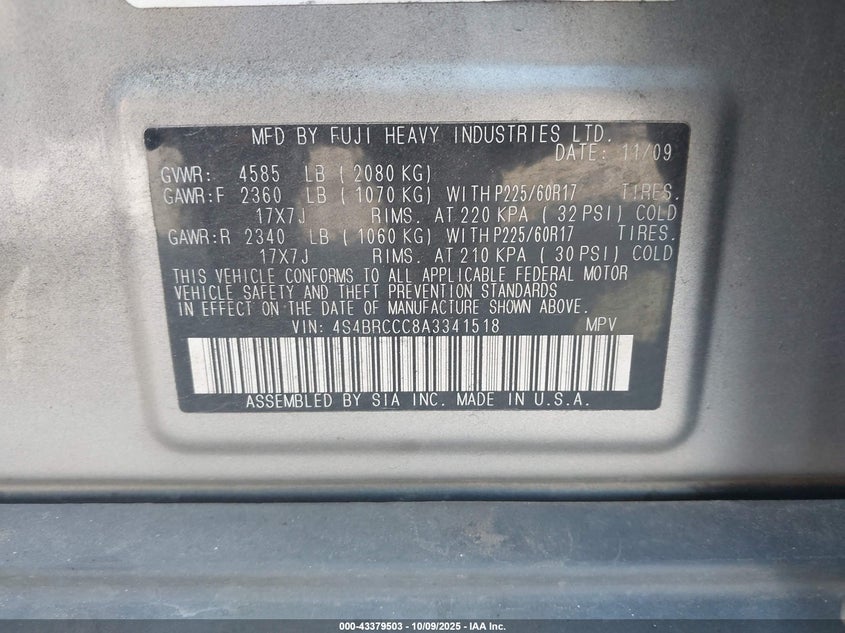 MFD BY FUJI HEAVY INDUSTRIES LTD.
DATE: 11/09
GVWR: 4585 LB ( 2080 KG)
GAWR:F 2360 LB ( 1070 KG) WITH P225/60R17 TIRES.
17X7J RIMS. AT 220 KPA ( 32 PSI) COLD
GAWR:R 2340 LB ( 1060 KG) WITH P225/60R17 TIRES.
17X7J RIMS. AT 210 KPA ( 30 PSI) COLD
THIS VEHICLE CONFORMS TO ALL APPLICABLE FEDERAL MOTOR
VEHICLE SAFETY AND THEFT PREVENTION STANDARDS
IN EFFECT ON THE DATE OF MANUFACTURE SHOWN ABOVE.
VIN: 4S4BRCCC8A3341518 MPV
ASSEMBLED BY SIA INC. MADE IN U.S.A.
000-43379503 - 10/09/2025 - IAA Inc.